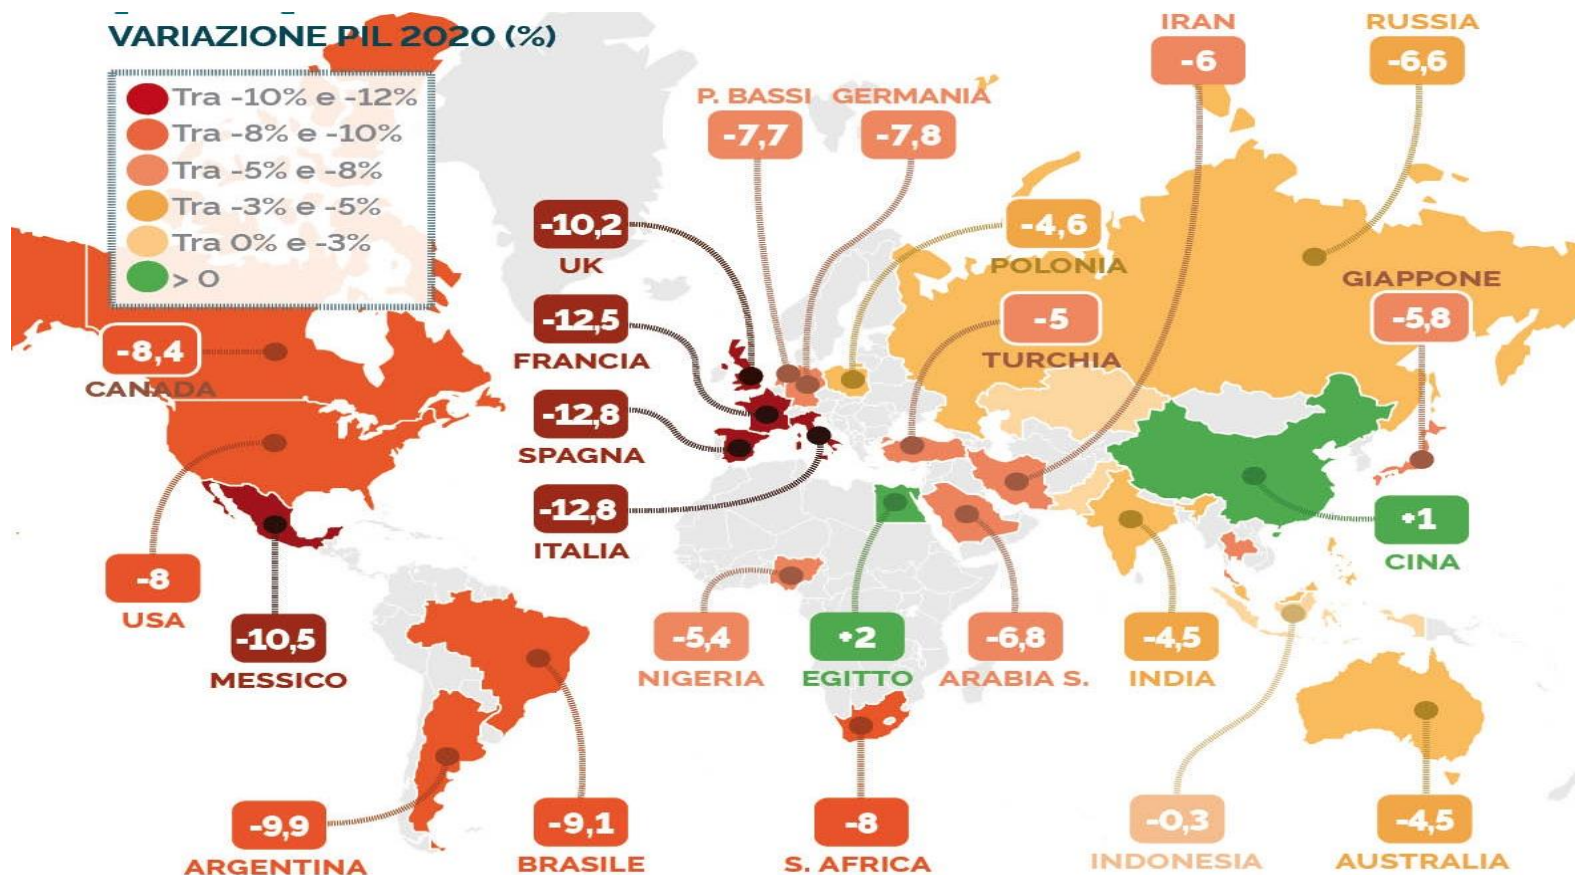 VARIAZIONE PIL 2020 (%)
Tra -10% e -12%
Tra -8% e -10%
Tra -5% e -8%
Tra -3% e -5%
Tra 0% e -3%
> 0
IRAN
-6
RUSSIA
-6,6
P. BASSI
-7,7
GERMANIA
-7,8
-10,2
UK
-4,6
POLONIA
GIAPPONE
-5,8
-12,5
FRANCIA
-5
TURCHIA
-8,4
CANADA
-12,8
SPAGNA
-12,8
ITALIA
+1
CINA
-8
USA
-10,5
MESSICO
-5,4
NIGERIA
+2
EGITTO
-6,8
ARABIA S.
-4,5
INDIA
-9,9
ARGENTINA
-9,1
BRASILE
-8
S. AFRICA
-0,3
INDONESIA
-4,5
AUSTRALIA